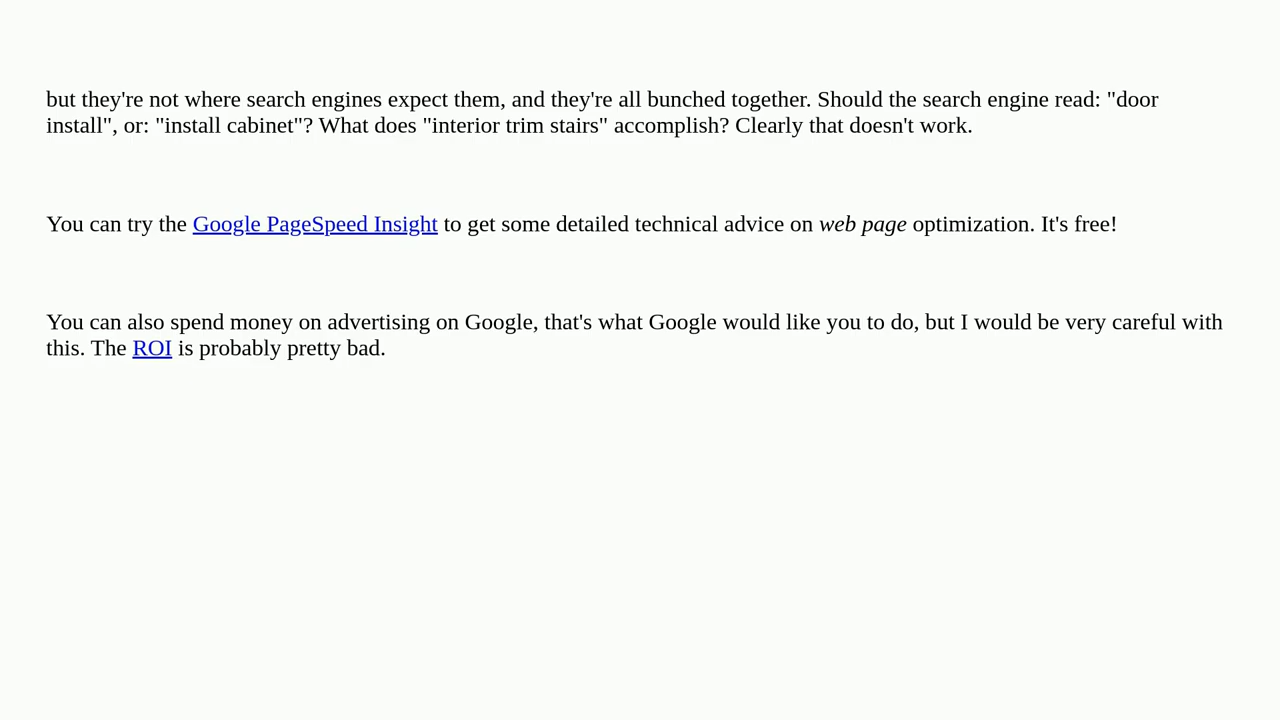 but they're not where search engines expect them, and they're all bunched together. Should the search engine read: "door
install", or: "install cabinet"? What does "interior trim stairs" accomplish? Clearly that doesn't work.
You can try the Google PageSpeed Insight to get some detailed technical advice on web page optimization. It's free!
You can also spend money on advertising on Google, that's what Google would like you to do, but I would be very careful with
this. The ROI is probably pretty bad.